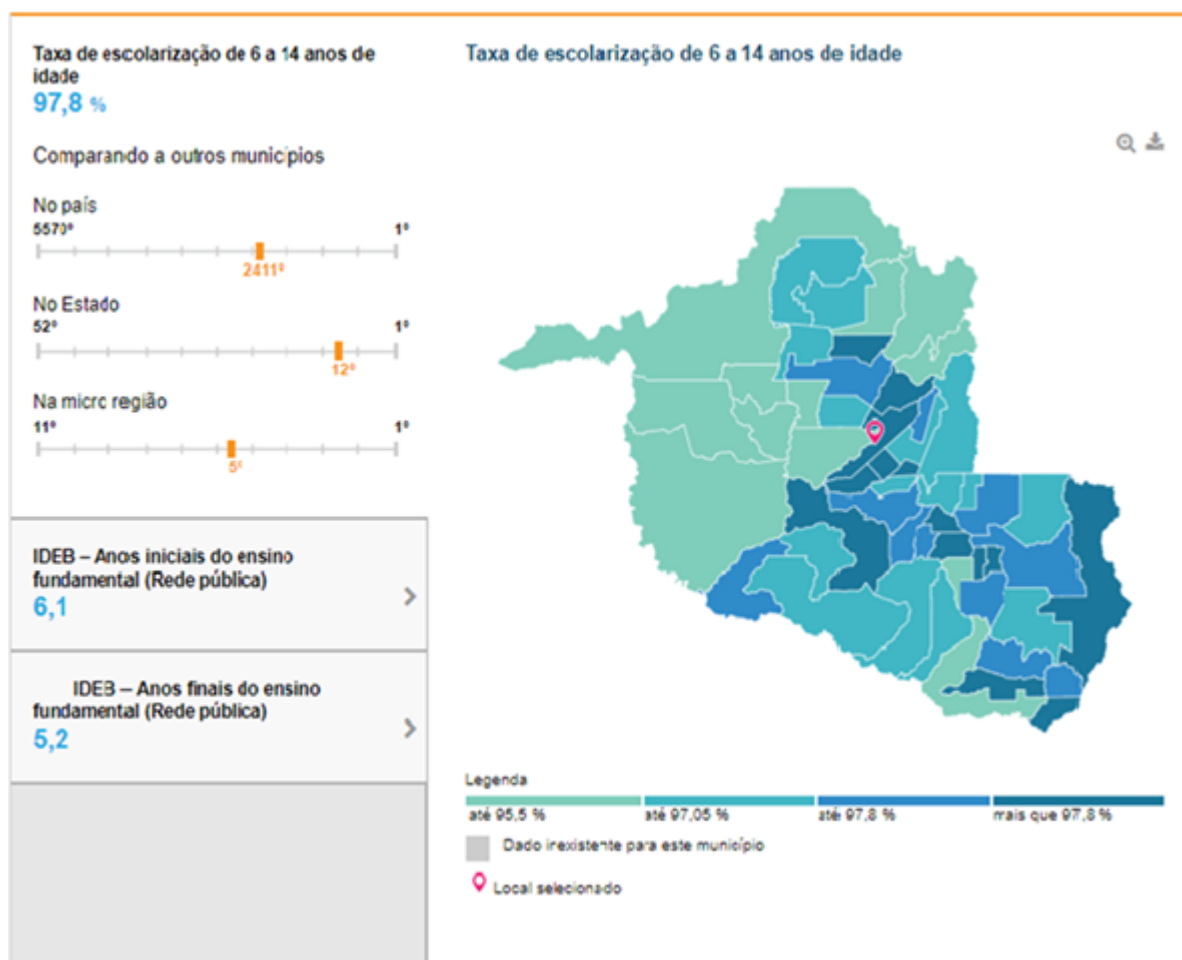 Taxa de escolarização de 6 a 14 anos de
idade
97,8 %
Comparando a outros municípios
No país
5570º
1º
2411º
No Estado
52º
1º
12º
Na micro região
11º
1º
5º
IDEB – Anos iniciais do ensino
fundamental (Rede pública)
6,1
IDEB – Anos finais do ensino
fundamental (Rede pública)
5,2
Taxa de escolarização de 6 a 14 anos de idade
Legenda
até 95,5 %
até 97,05 %
até 97,8 %
mais que 97,8 %
Dado inexistente para este município
Local selecionado